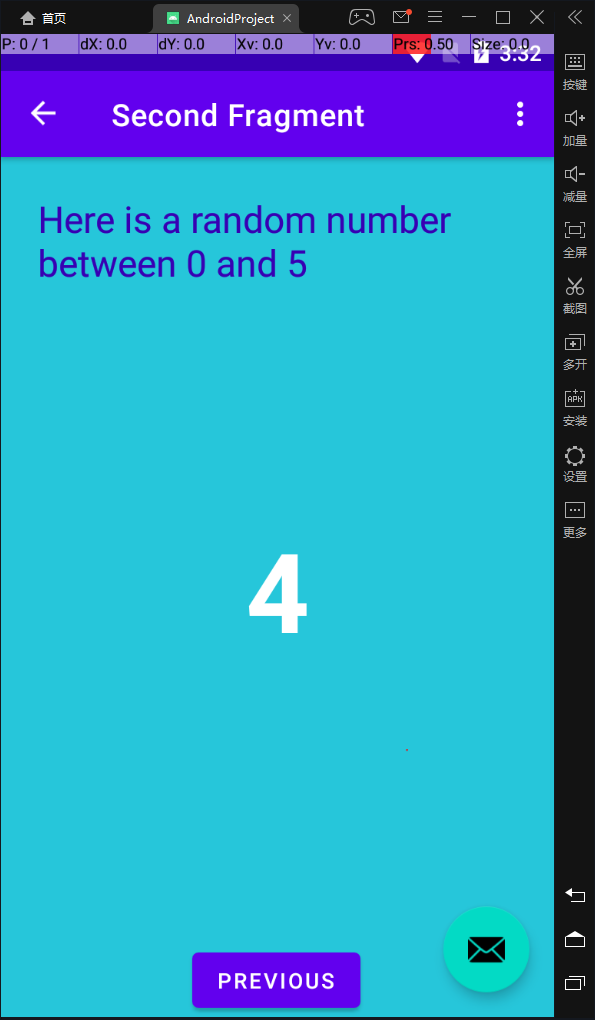 首页
AndroidProject
P: 0 / 1 dX: 0.0 dY: 0.0 Xv: 0.0 Yv: 0.0 Prs: 0.50 Size: 0.0
3:32
Second Fragment
Here is a random number
between 0 and 5
4
PREVIOUS
按键
加量
减量
全屏
截图
多开
APK
安装
设置
更多